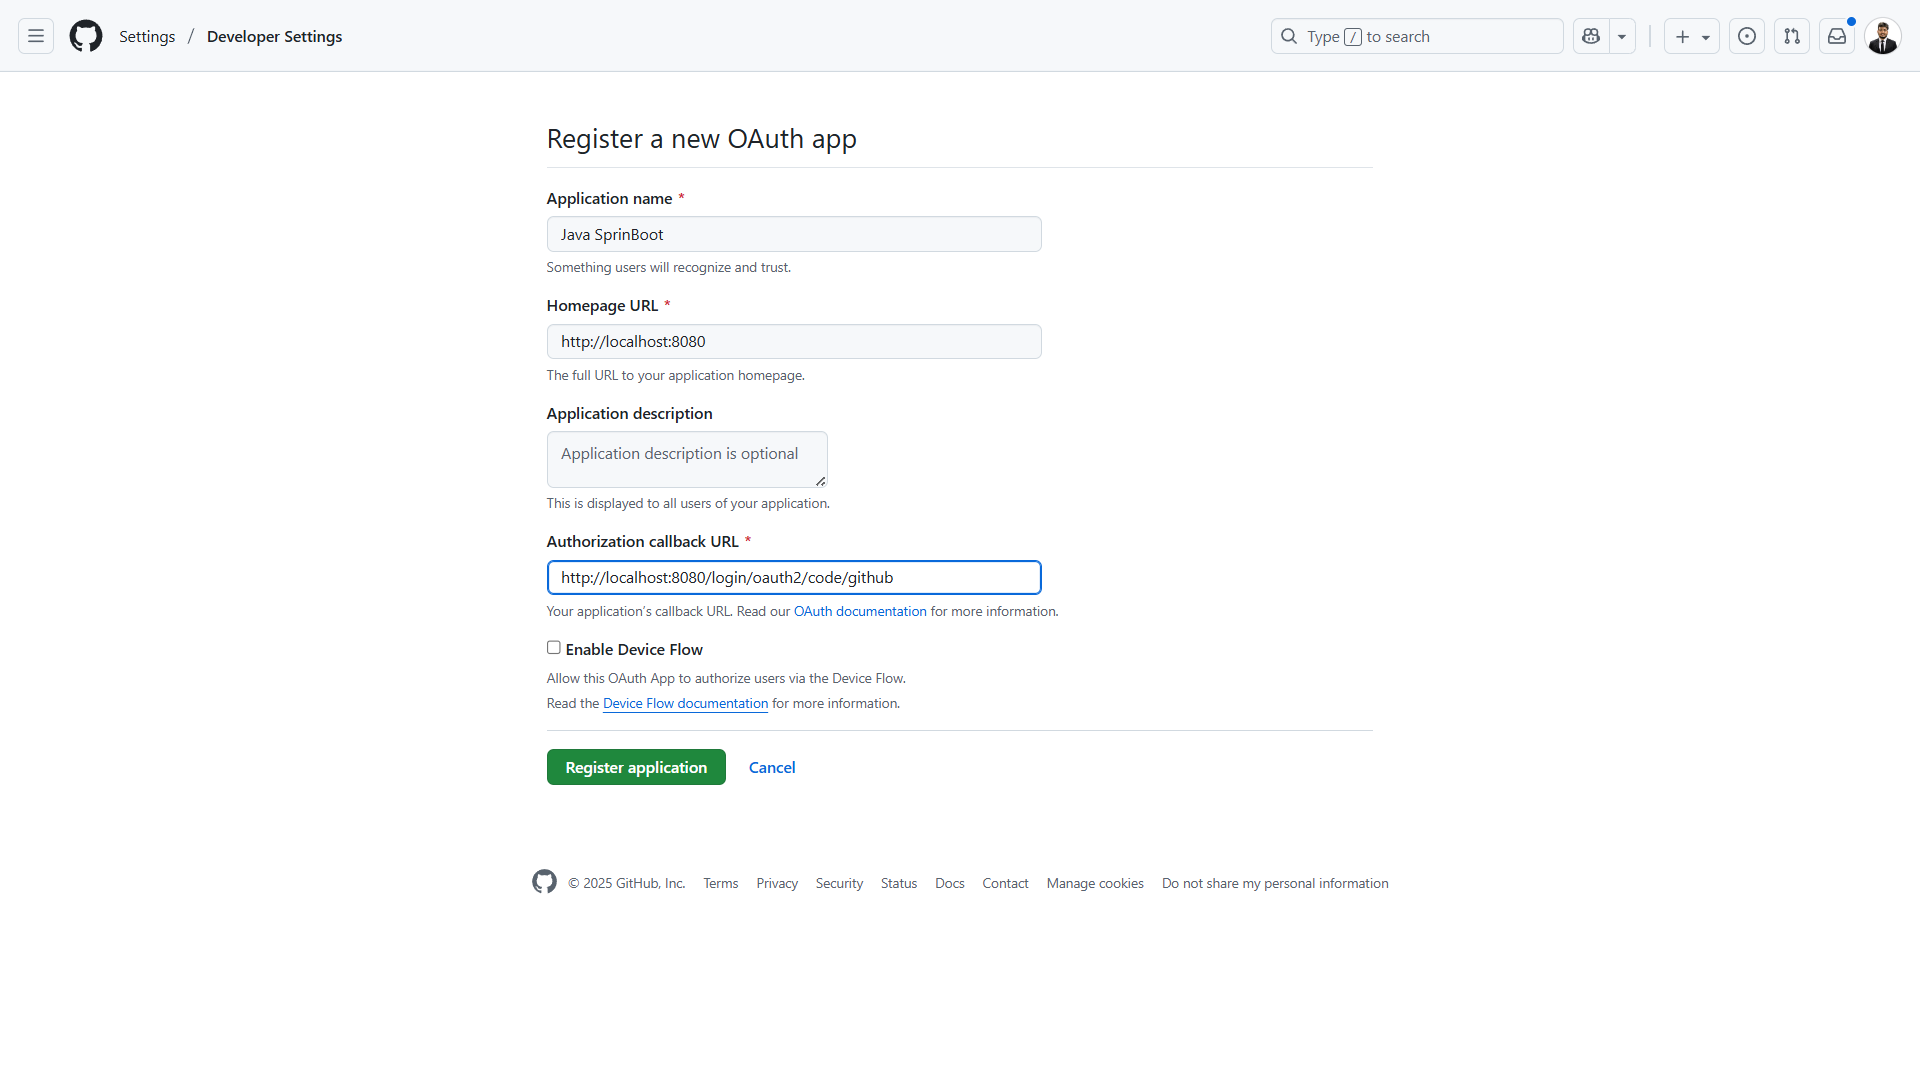 Settings / Developer Settings
Type / to search
Register a new OAuth app
Application name *
Java SprinBoot
Something users will recognize and trust.
Homepage URL *
http://localhost:8080
The full URL to your application homepage.
Application description
Application description is optional
This is displayed to all users of your application.
Authorization callback URL *
http://localhost:8080/login/oauth2/code/github
Your application's callback URL. Read our OAuth documentation for more information.
Enable Device Flow
Allow this OAuth App to authorize users via the Device Flow.
Read the Device Flow documentation for more information.
Register application Cancel
© 2025 GitHub, Inc. Terms Privacy Security Status Docs Contact Manage cookies Do not share my personal information